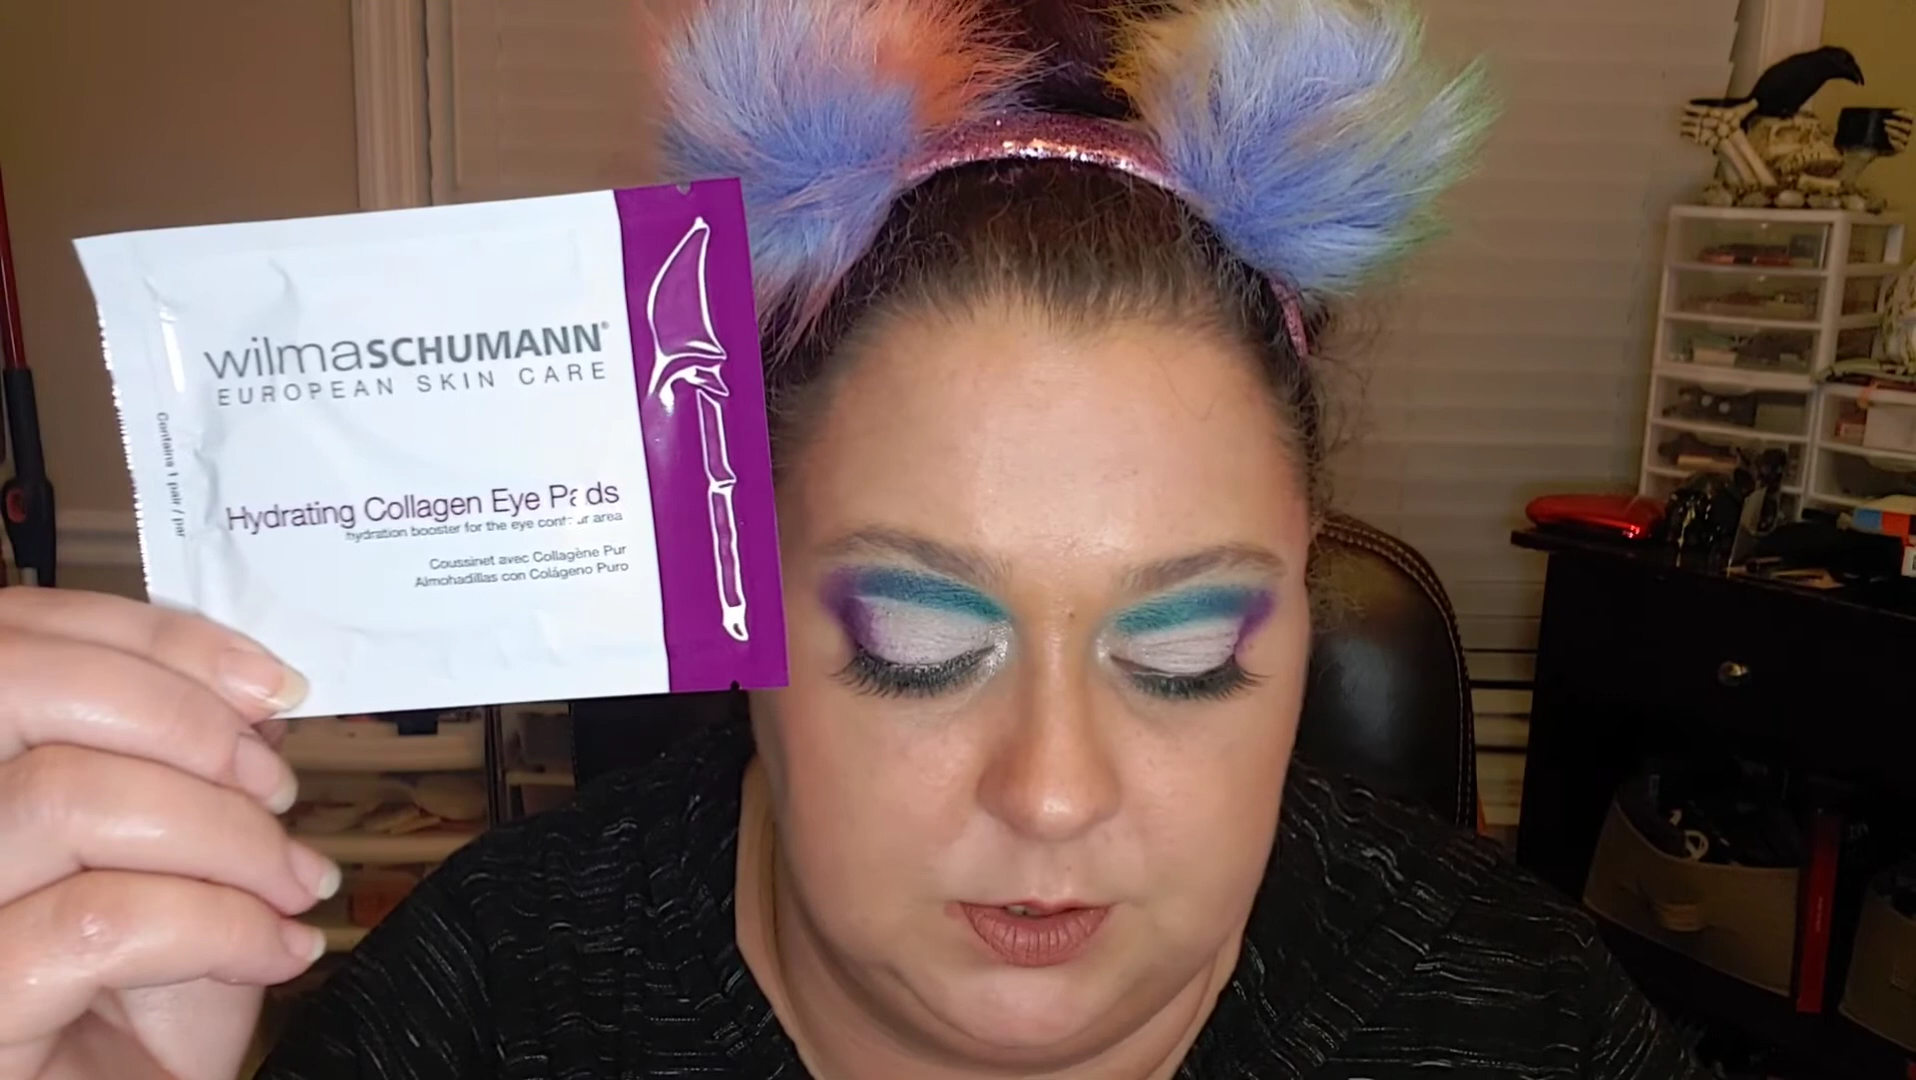 wilmaSCHUMANN®
EUROPEAN SKIN CARE
Hydrating Collagen Eye Pads
hydration booster for the eye contour area
Coussinet avec Collagène Pur
Almohadillas con Colágeno Puro
Contains 1 pair / par